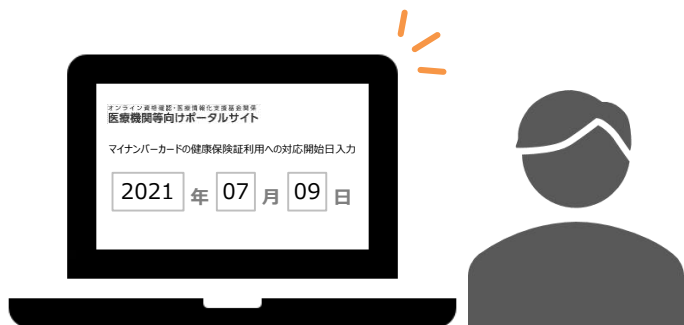 オンライン資格確認・医療情報化支援基金関係
医療機関等向けポータルサイト
マイナンバーカードの健康保険証利用への対応開始日入力
2021 年 07 月 09 日